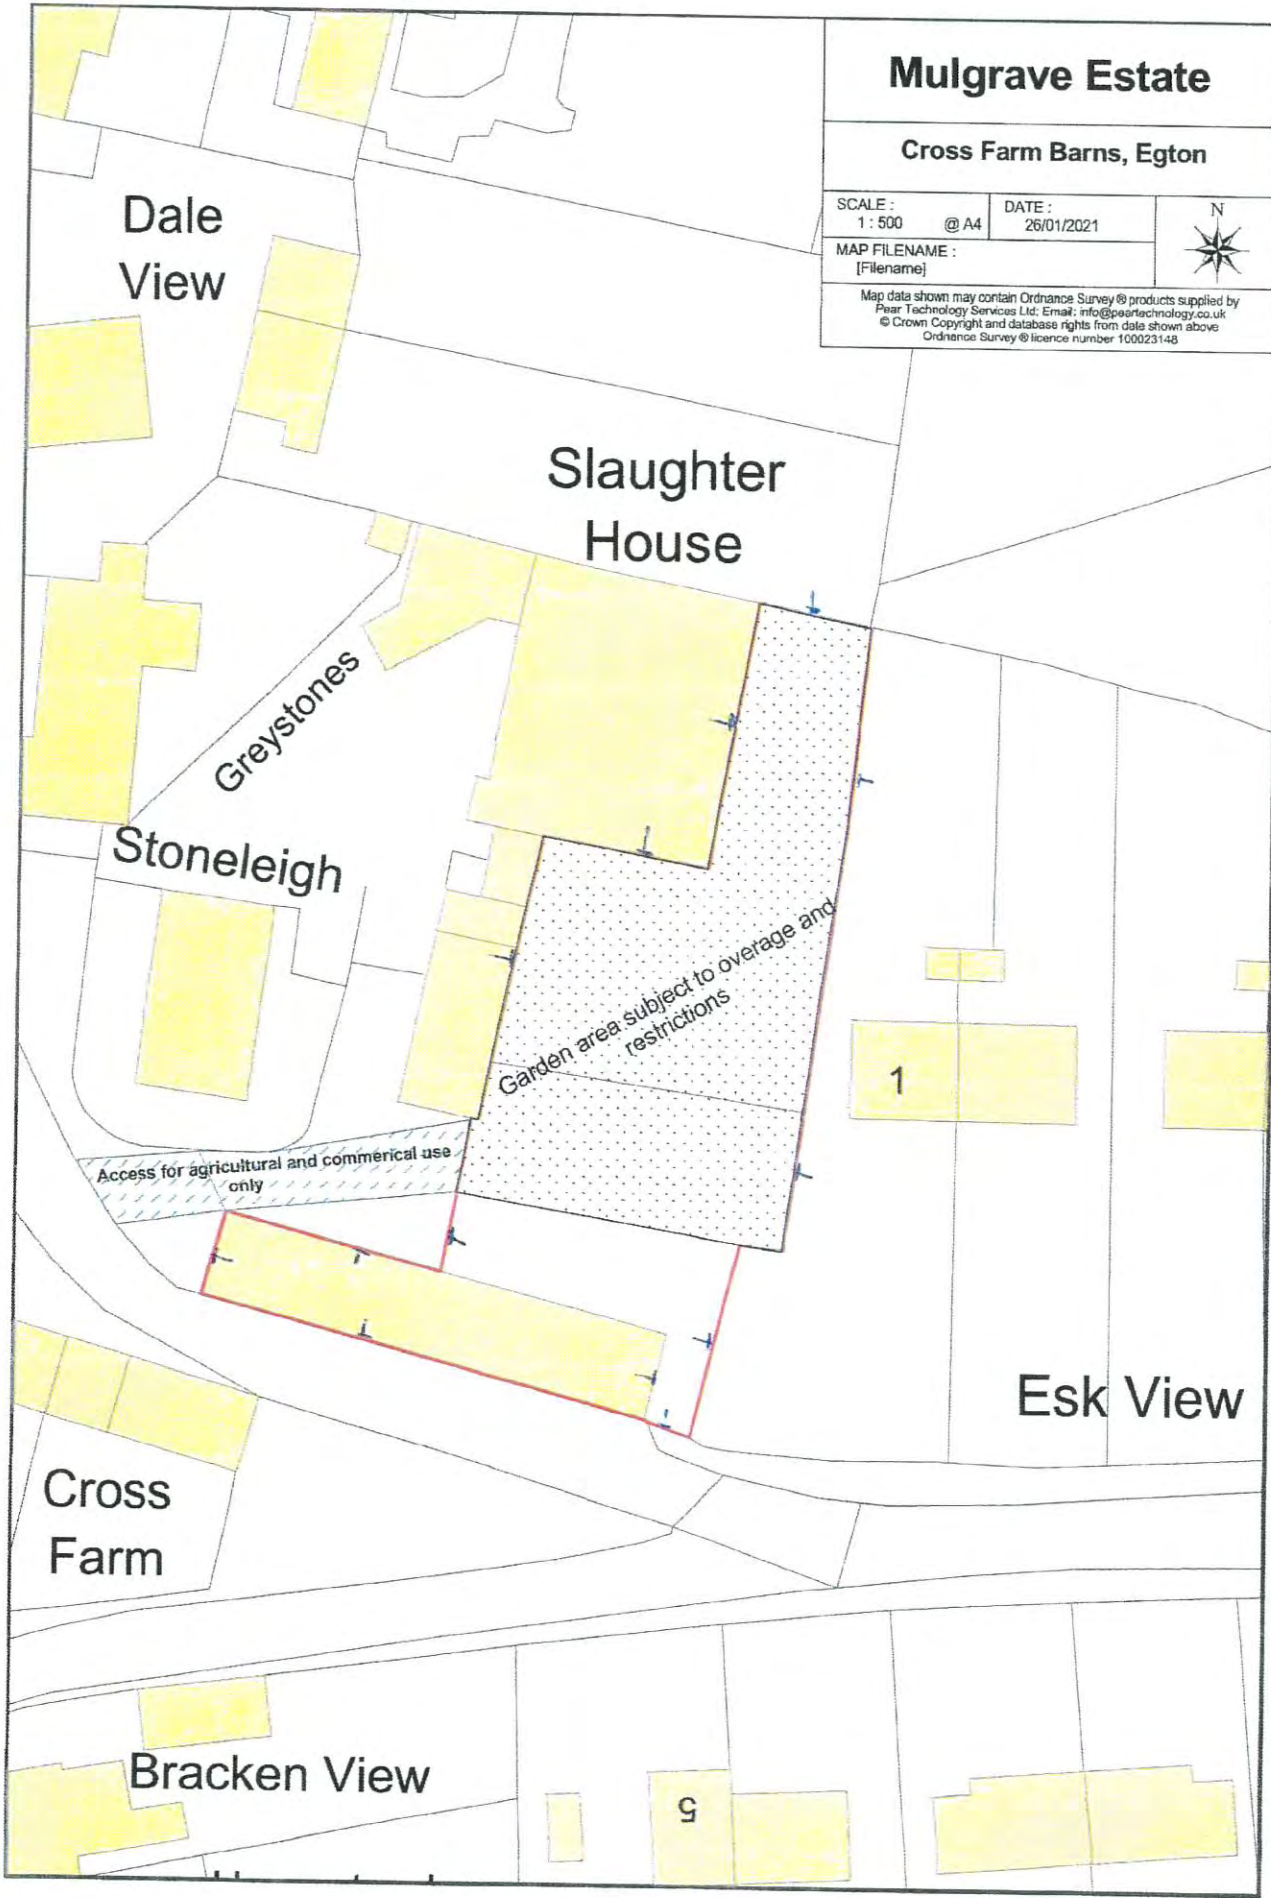 Mulgrave Estate
Cross Farm Barns, Egton
SCALE :
1 : 500 @ A4
DATE :
26/01/2021
N
MAP FILENAME :
[Filename]
Map data shown may contain Ordnance Survey ® products supplied by
Pear Technology Services Ltd; Email: info@peartechnology.co.uk
© Crown Copyright and database rights from date shown above
Ordnance Survey ® licence number 100023148
Dale
View
Slaughter
House
Greystones
Stoneleigh
Garden area subject to overage and
restrictions
1
Access for agricultural and commerical use
only
Esk View
Cross
Farm
Bracken View
5